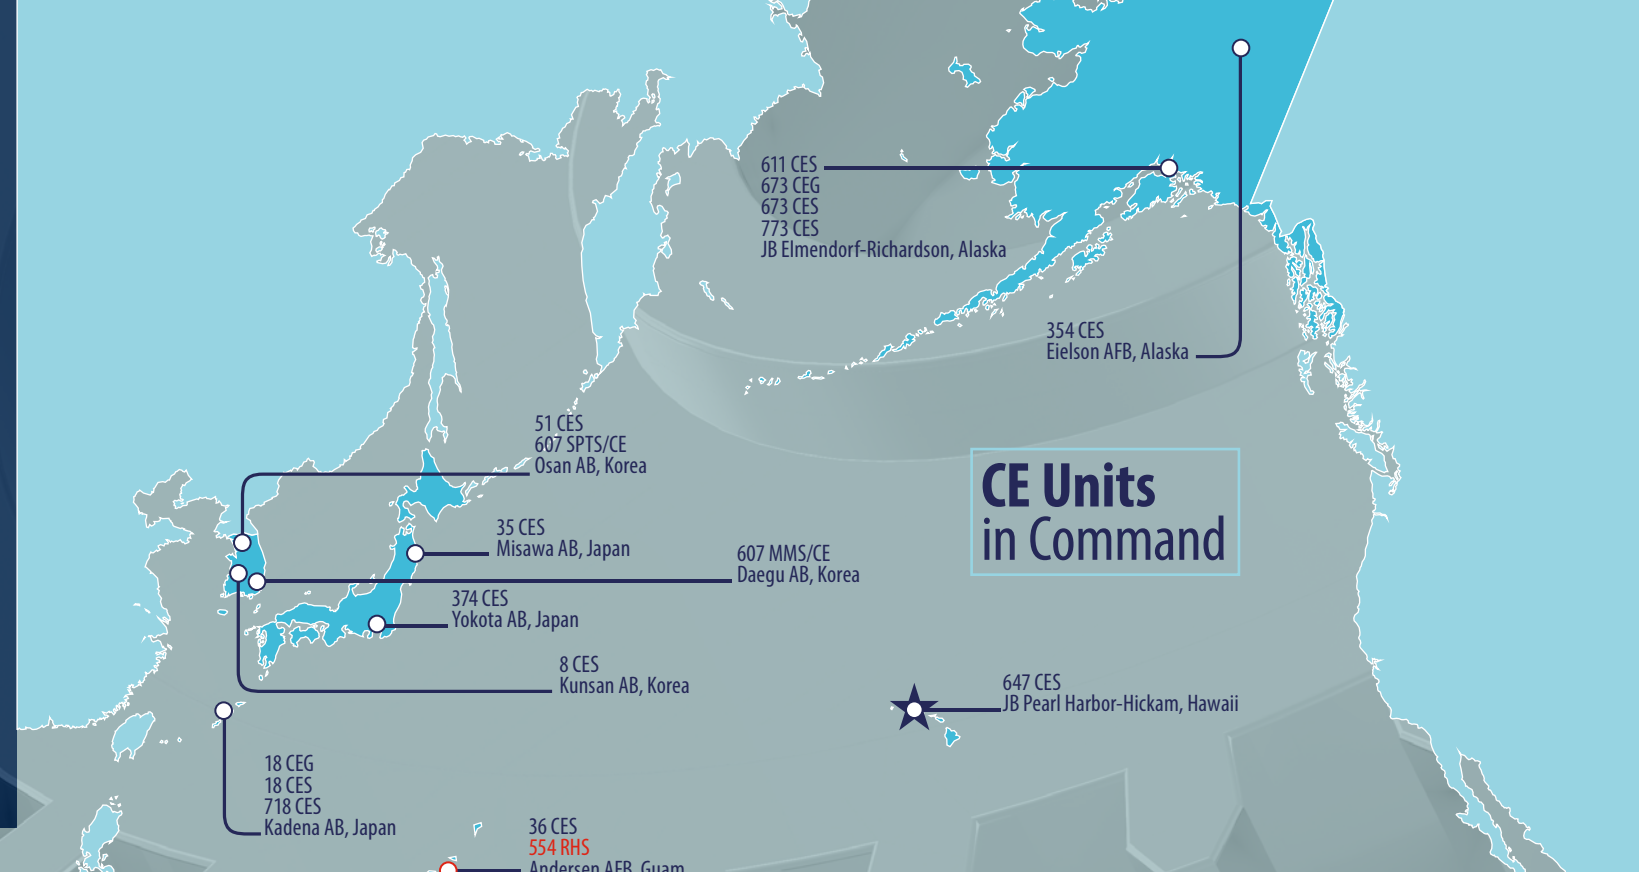 611 CES
673 CEG
673 CES
773 CES
JB Elmendorf-Richardson, Alaska
354 CES
Eielson AFB, Alaska
51 CES
607 SPTS/CE
Osan AB, Korea
CE Units
in Command
35 CES
Misawa AB, Japan
607 MMS/CE
Daegu AB, Korea
374 CES
Yokota AB, Japan
8 CES
Kunsan AB, Korea
647 CES
JB Pearl Harbor-Hickam, Hawaii
18 CEG
18 CES
718 CES
Kadena AB, Japan
36 CES
554 RHS
Andersen AFB, Guam